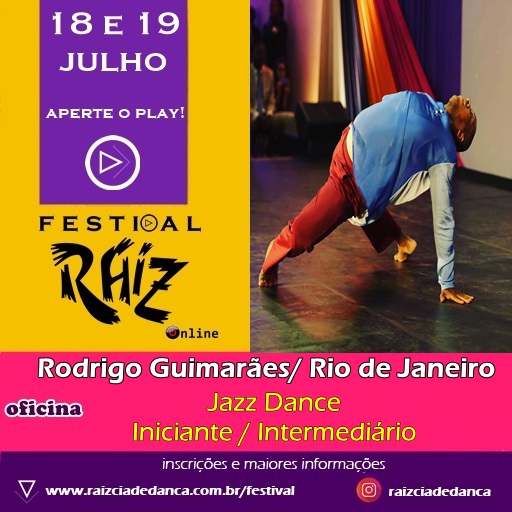 18 E 19
JULHO
APERTE O PLAY!
FESTIVAL
RAIZ
Online
Rodrigo Guimarães/ Rio de Janeiro
oficina
Jazz Dance
Iniciante / Intermediário
inscrições e maiores informações
www.raizciadedanca.com.br/festival
raizciadedanca